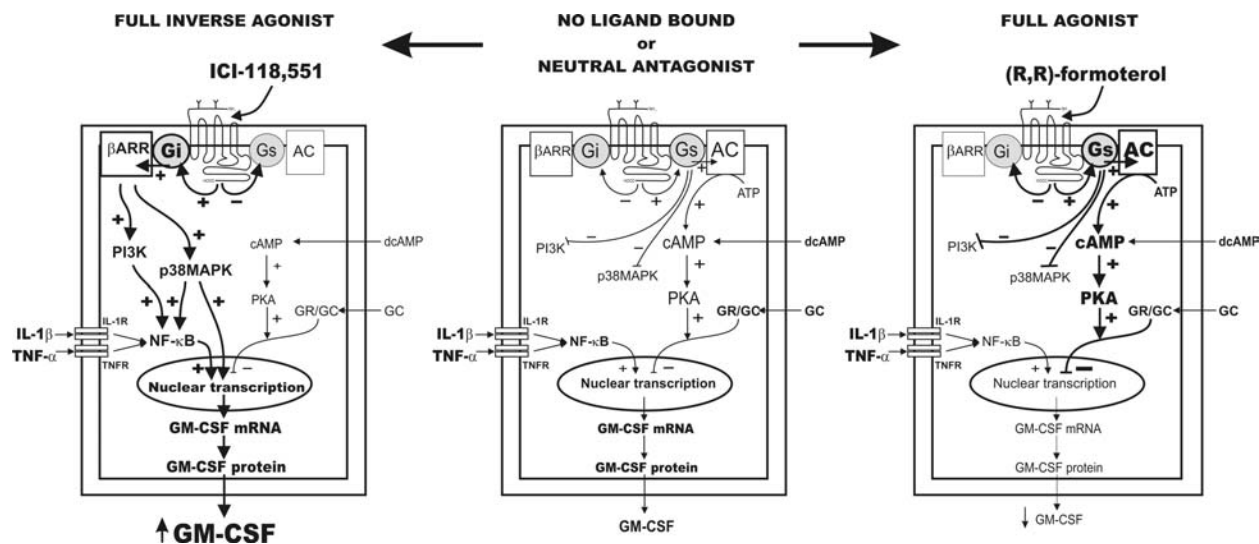 FULL INVERSE AGONIST
ICI-118,551
βARR
Gi
Gs
AC
+
+
−
+
+
PI3K
p38MAPK
cAMP
dcAMP
+
PKA
+
+
+
+
GR/GC
GC
IL-1β
IL-1R
TNF-α
TNFR
NF-κB
+
−
Nuclear transcription
GM-CSF mRNA
GM-CSF protein
GM-CSF
NO LIGAND BOUND
or
NEUTRAL ANTAGONIST
βARR
Gi
Gs
AC
+
−
+
ATP
+
−
−
PI3K
p38MAPK
cAMP
dcAMP
+
PKA
+
GR/GC
GC
IL-1β
IL-1R
TNF-α
TNFR
NF-κB
+
−
Nuclear transcription
GM-CSF mRNA
GM-CSF protein
GM-CSF
FULL AGONIST
(R,R)-formoterol
βARR
Gi
Gs
AC
+
−
+
ATP
+
−
−
PI3K
p38MAPK
cAMP
dcAMP
+
PKA
+
GR/GC
GC
IL-1β
IL-1R
TNF-α
TNFR
NF-κB
+
−
Nuclear transcription
GM-CSF mRNA
GM-CSF protein
GM-CSF